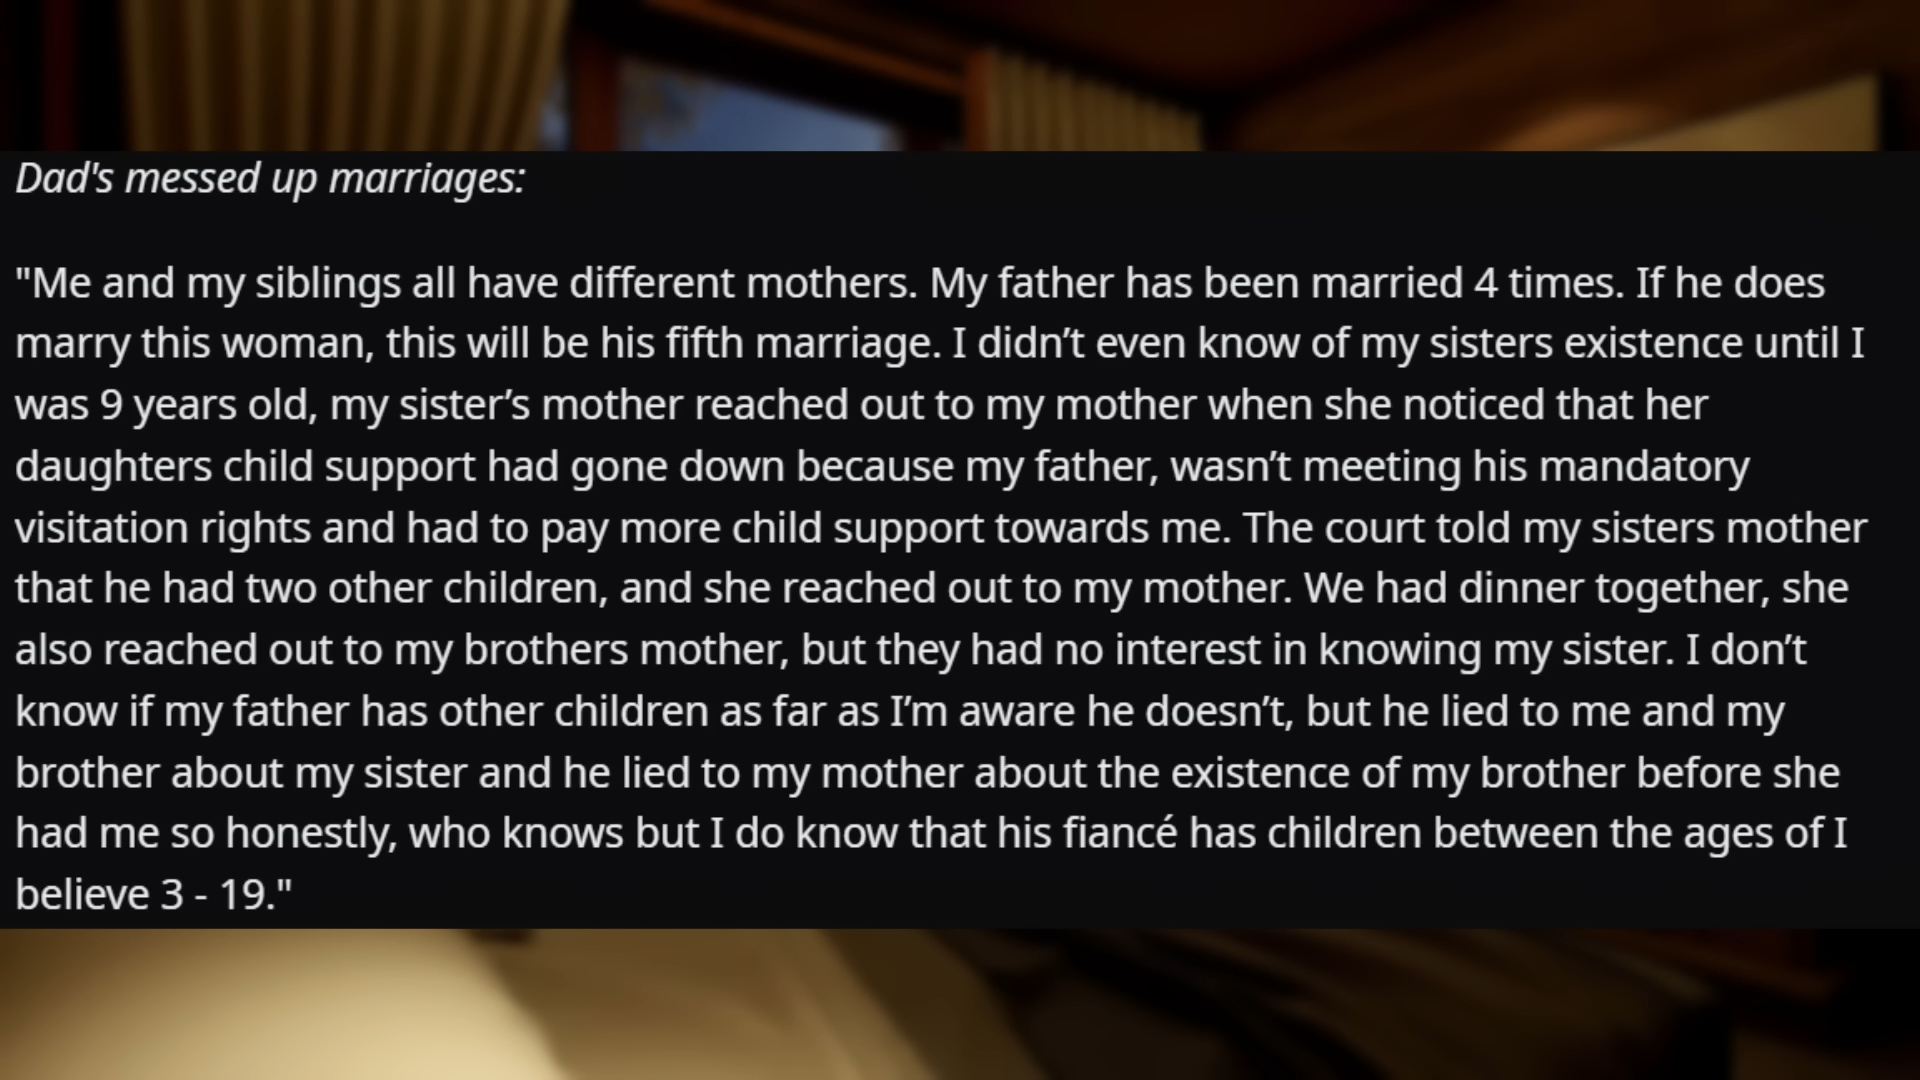 Dad's messed up marriages:
"Me and my siblings all have different mothers. My father has been married 4 times. If he does
marry this woman, this will be his fifth marriage. I didn’t even know of my sisters existence until I
was 9 years old, my sister’s mother reached out to my mother when she noticed that her
daughters child support had gone down because my father, wasn’t meeting his mandatory
visitation rights and had to pay more child support towards me. The court told my sisters mother
that he had two other children, and she reached out to my mother. We had dinner together, she
also reached out to my brothers mother, but they had no interest in knowing my sister. I don’t
know if my father has other children as far as I’m aware he doesn’t, but he lied to me and my
brother about my sister and he lied to my mother about the existence of my brother before she
had me so honestly, who knows but I do know that his fiancé has children between the ages of I
believe 3 - 19."